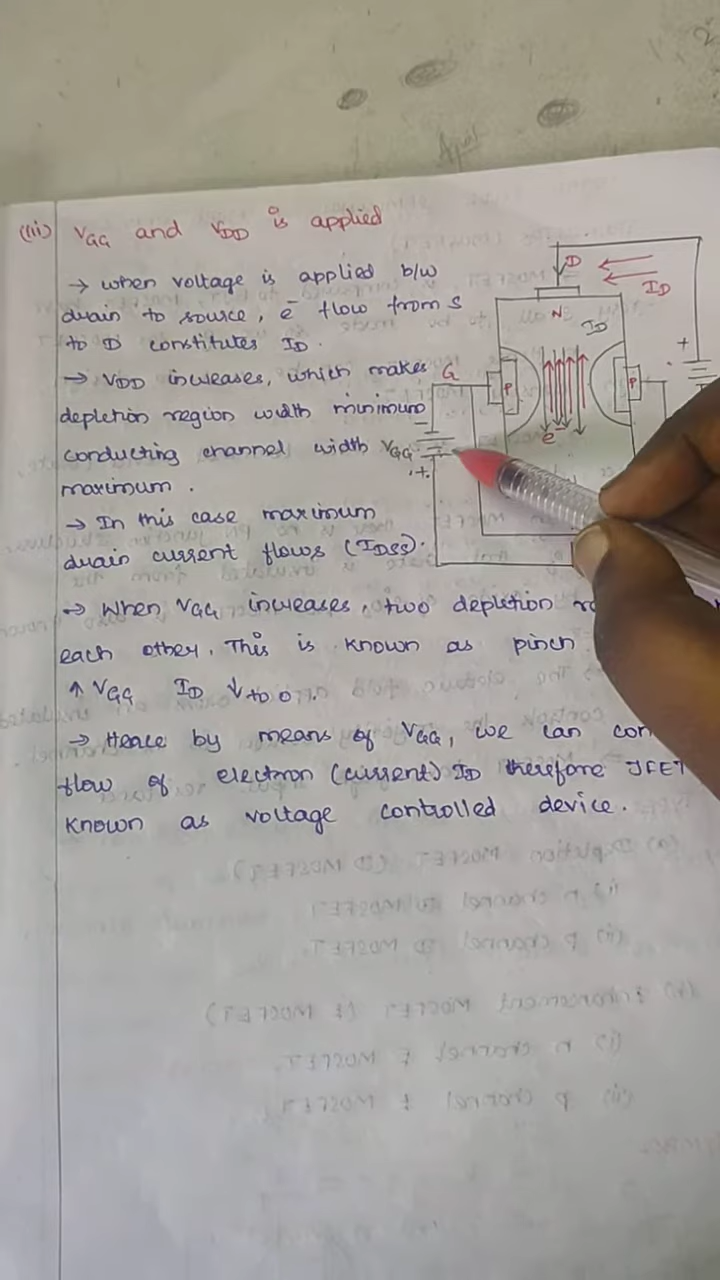 (iii) VGG and VDD is applied
→ when voltage is applied b/w
drain to source, e⁻ flow from S
to D constitutes ID.
→ VDD increases, which makes
depletion region width minimum
conducting channel width
maximum.
→ In this case maximum
drain current flows (IDSS).
→ When VGG increases, two depletion
each other. This is known as pinch
↑ VGG ID ↓ to 0.
→ Hence by means of VGG, we can
flow of electron (current) ID therefore JFET
known as voltage controlled device.
D
ID
N
ID
+
G
P
P
-
e
VGG
+